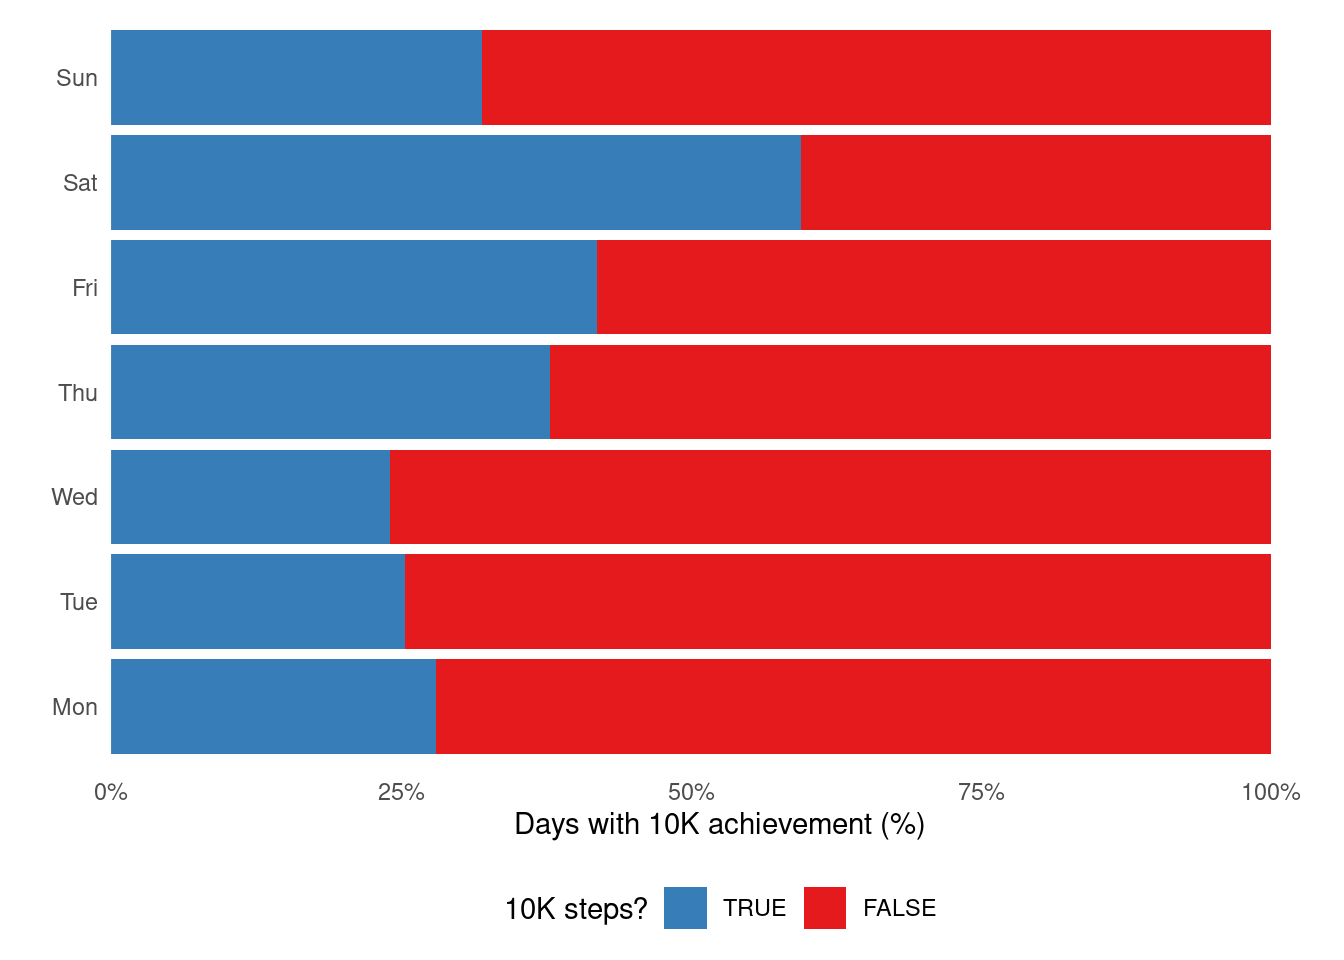 Sun
Sat
Fri
Thu
Wed
Tue
Mon
0% 25% 50% 75% 100%
Days with 10K achievement (%)
10K steps? TRUE FALSE